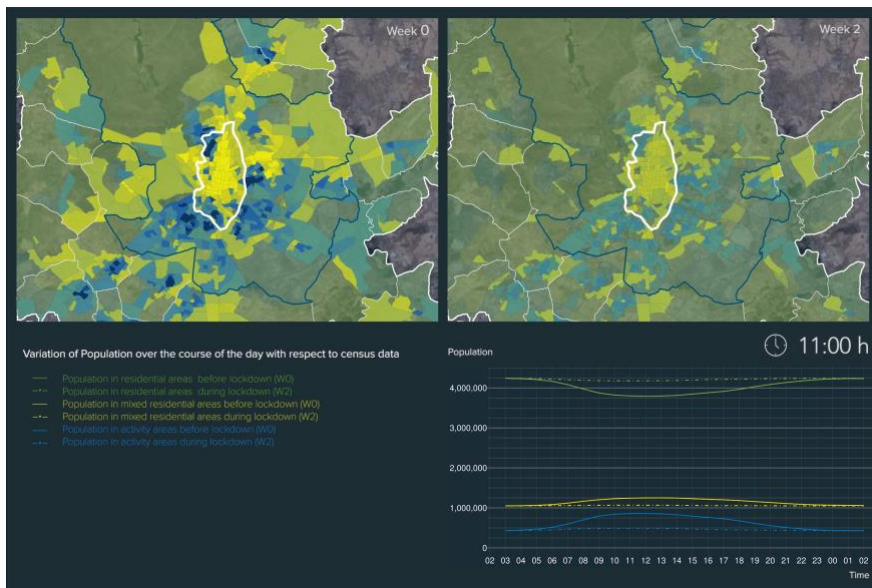 Week 0
Week 2
Variation of Population over the course of the day with respect to census data
Population in residential areas before lockdown (W0)
Population in residential areas during lockdown (W2)
Population in mixed residential areas before lockdown (W0)
Population in mixed residential areas during lockdown (W2)
Population in activity areas before lockdown (W0)
Population in activity areas during lockdown (W2)
Population
11:00 h
4,000,000
3,000,000
2,000,000
1,000,000
0
02 03 04 05 06 07 08 09 10 11 12 13 14 15 16 17 18 19 20 21 22 23 00 01 02
Time